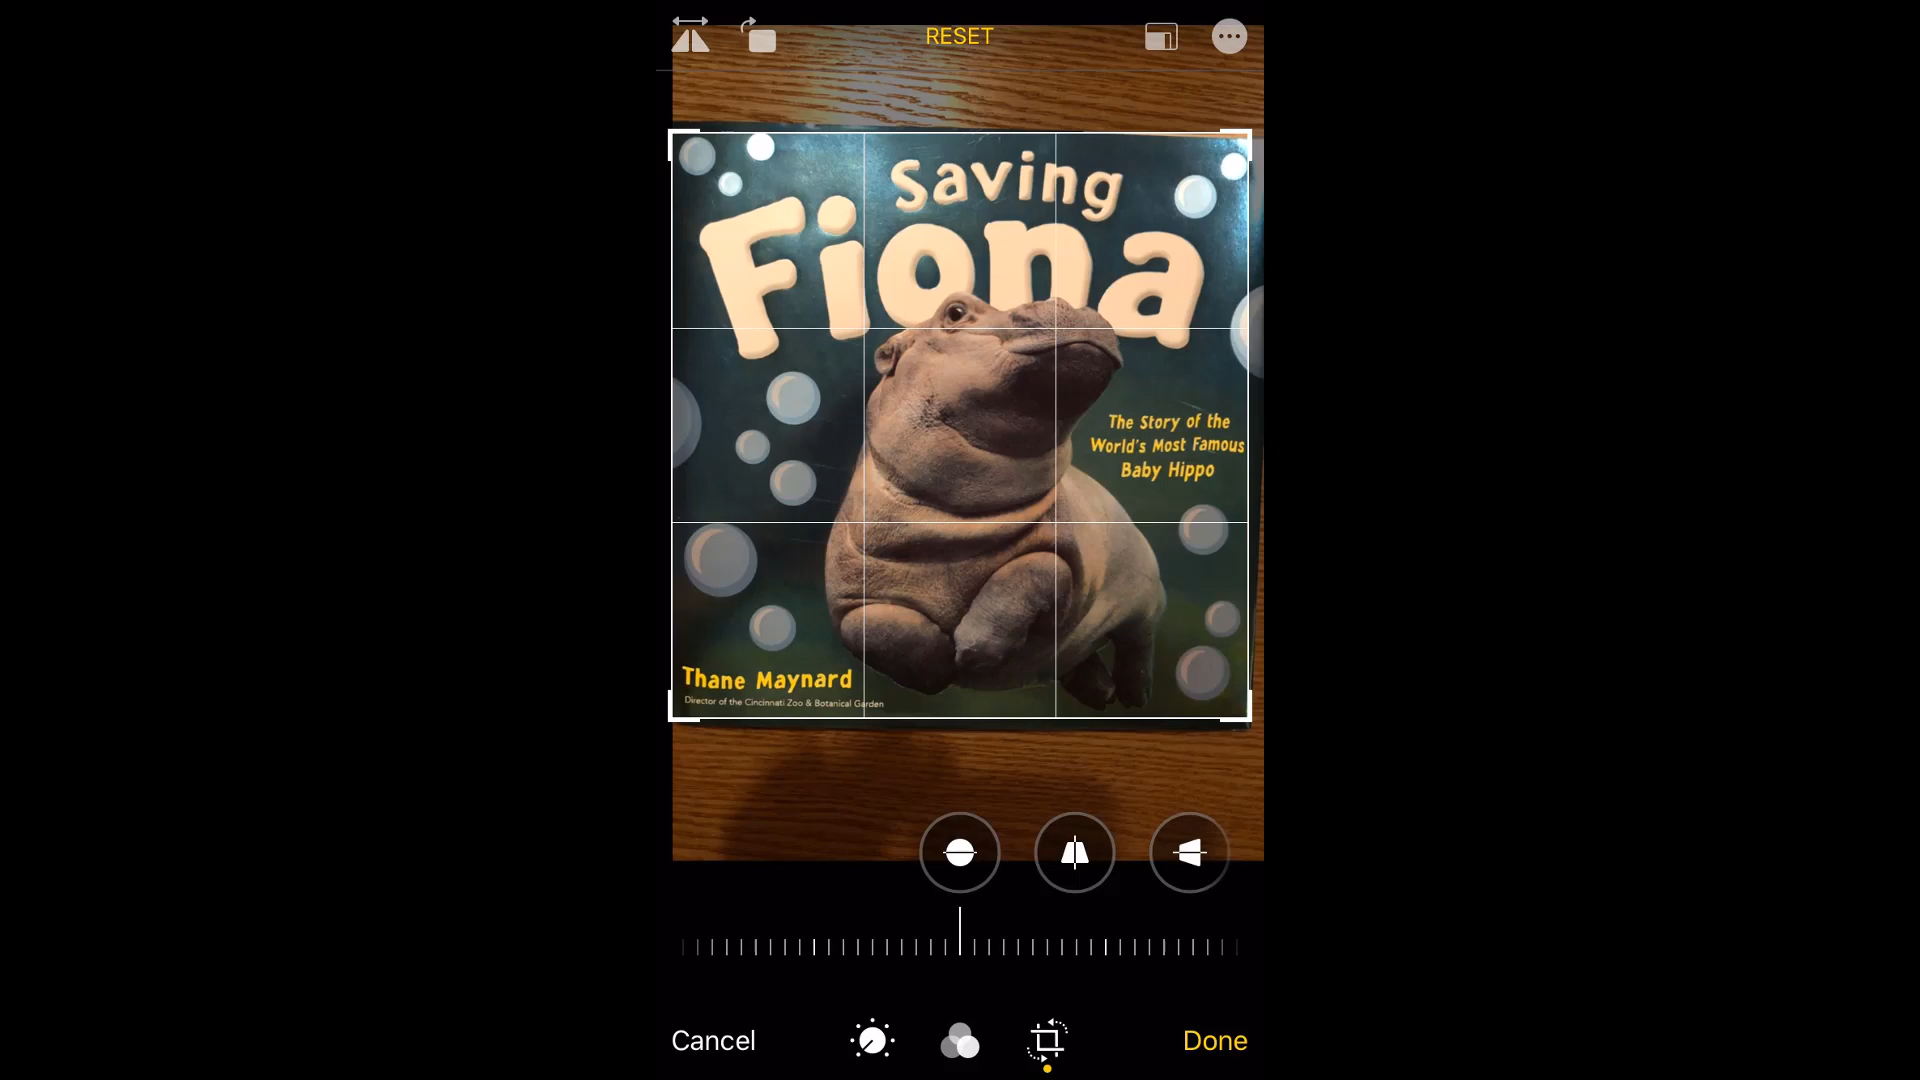 RESET
Saving
Fiona
The Story of the
World's Most Famous
Baby Hippo
Thane Maynard
Director of the Cincinnati Zoo & Botanical Garden
Cancel
Done